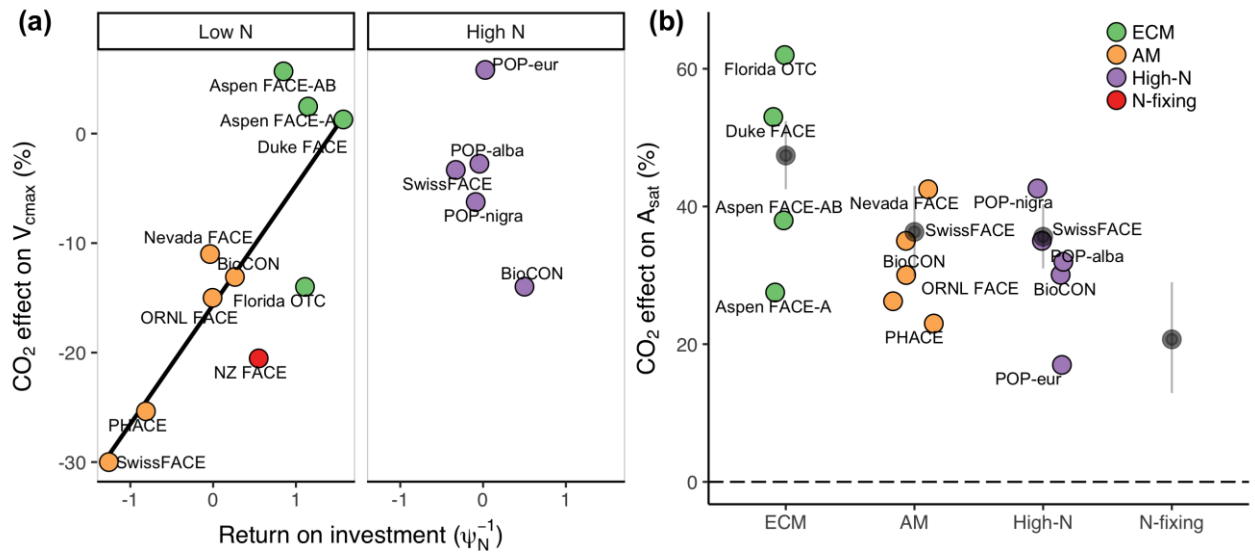 (a)
Low N
High N
CO₂ effect on Vcmax (%)
0
-10
-20
-30
Aspen FACE-AB
Aspen FACE-A
Duke FACE
Nevada FACE
BioCON
Florida OTC
ORNL FACE
NZ FACE
PHACE
SwissFACE
POP-eur
POP-alba
SwissFACE
POP-nigra
BioCON
-1 0 1
-1 0 1
Return on investment (ψN⁻¹)
(b)
ECM
AM
High-N
N-fixing
CO₂ effect on Asat (%)
60
40
20
0
Florida OTC
Duke FACE
Aspen FACE-AB
Aspen FACE-A
Nevada FACE
SwissFACE
BioCON
ORNL FACE
PHACE
POP-nigra
SwissFACE
POP-alba
BioCON
POP-eur
ECM AM High-N N-fixing